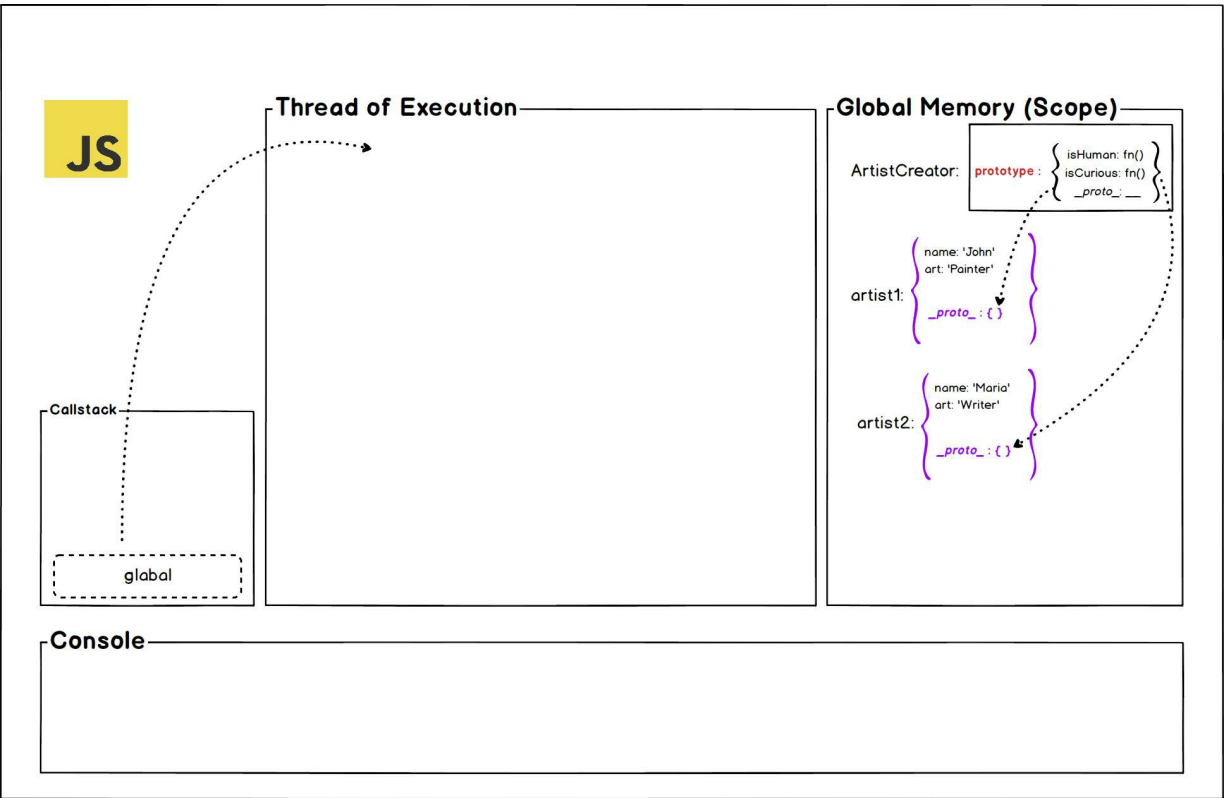 JS
Thread of Execution
Global Memory (Scope)
ArtistCreator:
prototype :
isHuman: fn()
isCurious: fn()
_proto_: __
artist1:
name: 'John'
art: 'Painter'
_proto_ : { }
artist2:
name: 'Maria'
art: 'Writer'
_proto_ : { }
Callstack
glabal
Console